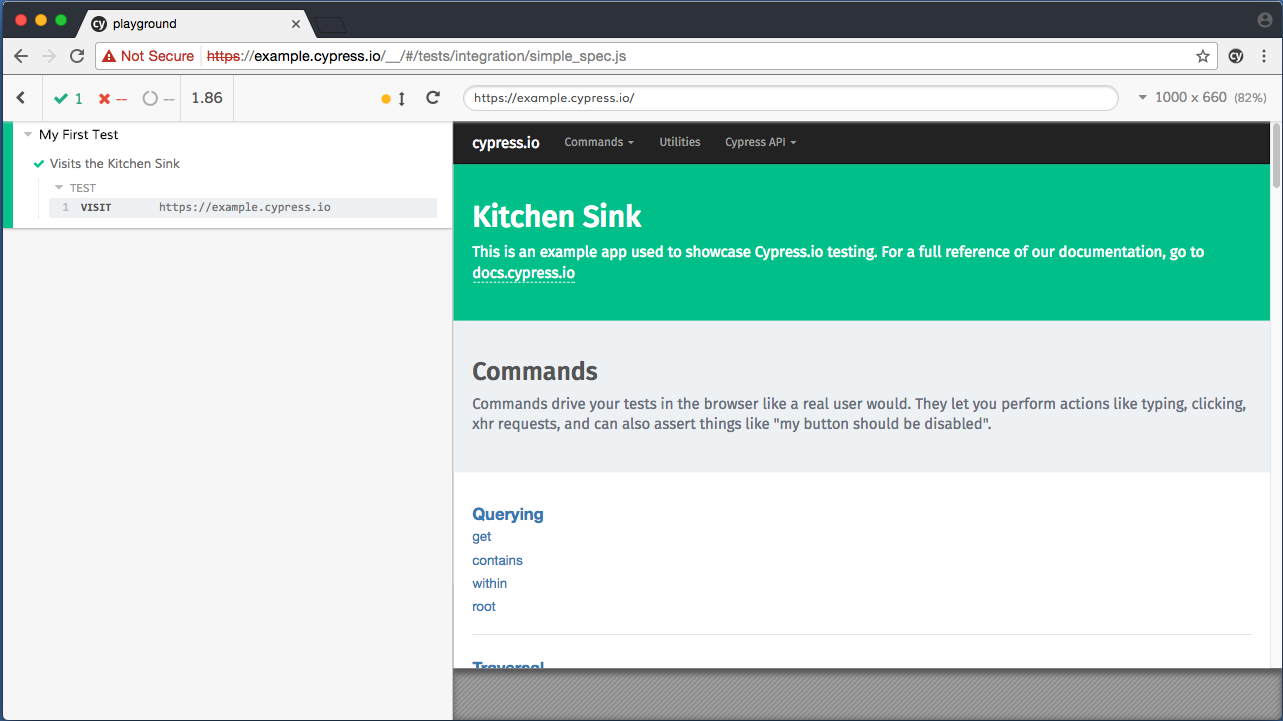 cy playground
Not Secure https://example.cypress.io/__/#/tests/integration/simple_spec.js cy
1 -- -- 1.86 https://example.cypress.io/ 1000 x 660 (82%)
My First Test
Visits the Kitchen Sink
TEST
1 VISIT https://example.cypress.io
cypress.io Commands Utilities Cypress API
Kitchen Sink
This is an example app used to showcase Cypress.io testing. For a full reference of our documentation, go to
docs.cypress.io
Commands
Commands drive your tests in the browser like a real user would. They let you perform actions like typing, clicking,
xhr requests, and can also assert things like "my button should be disabled".
Querying
get
contains
within
root
Traversal